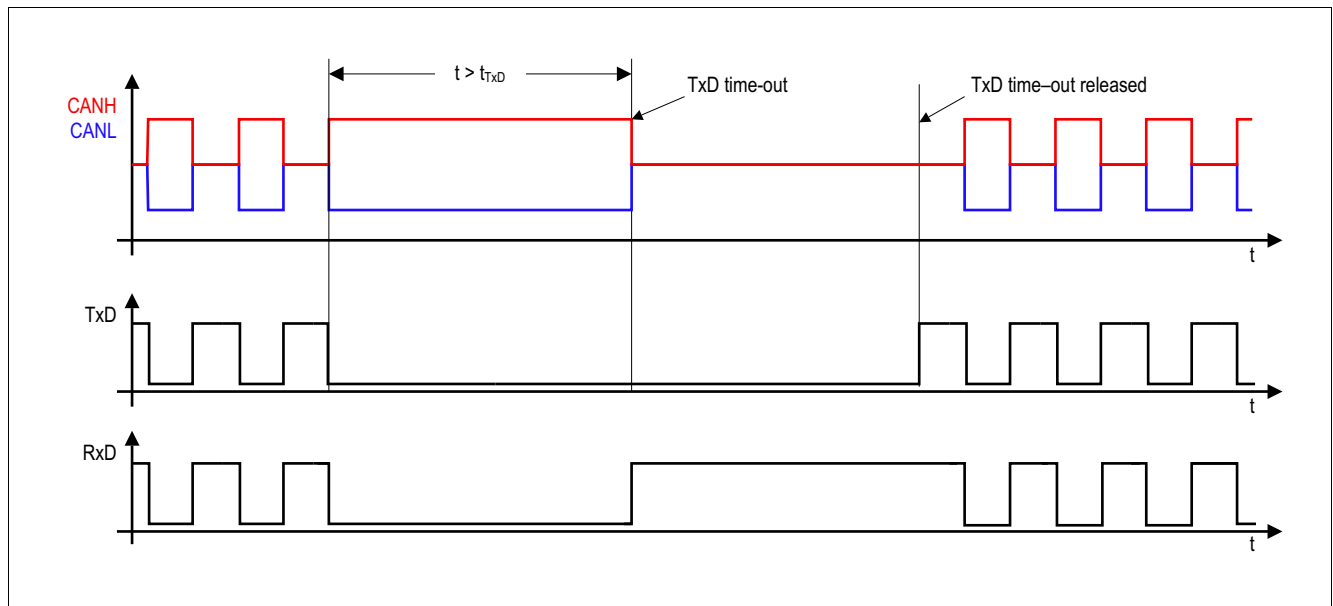 t > tTxD
TxD time-out
TxD time–out released
CANH
CANL
t
TxD
t
RxD
t